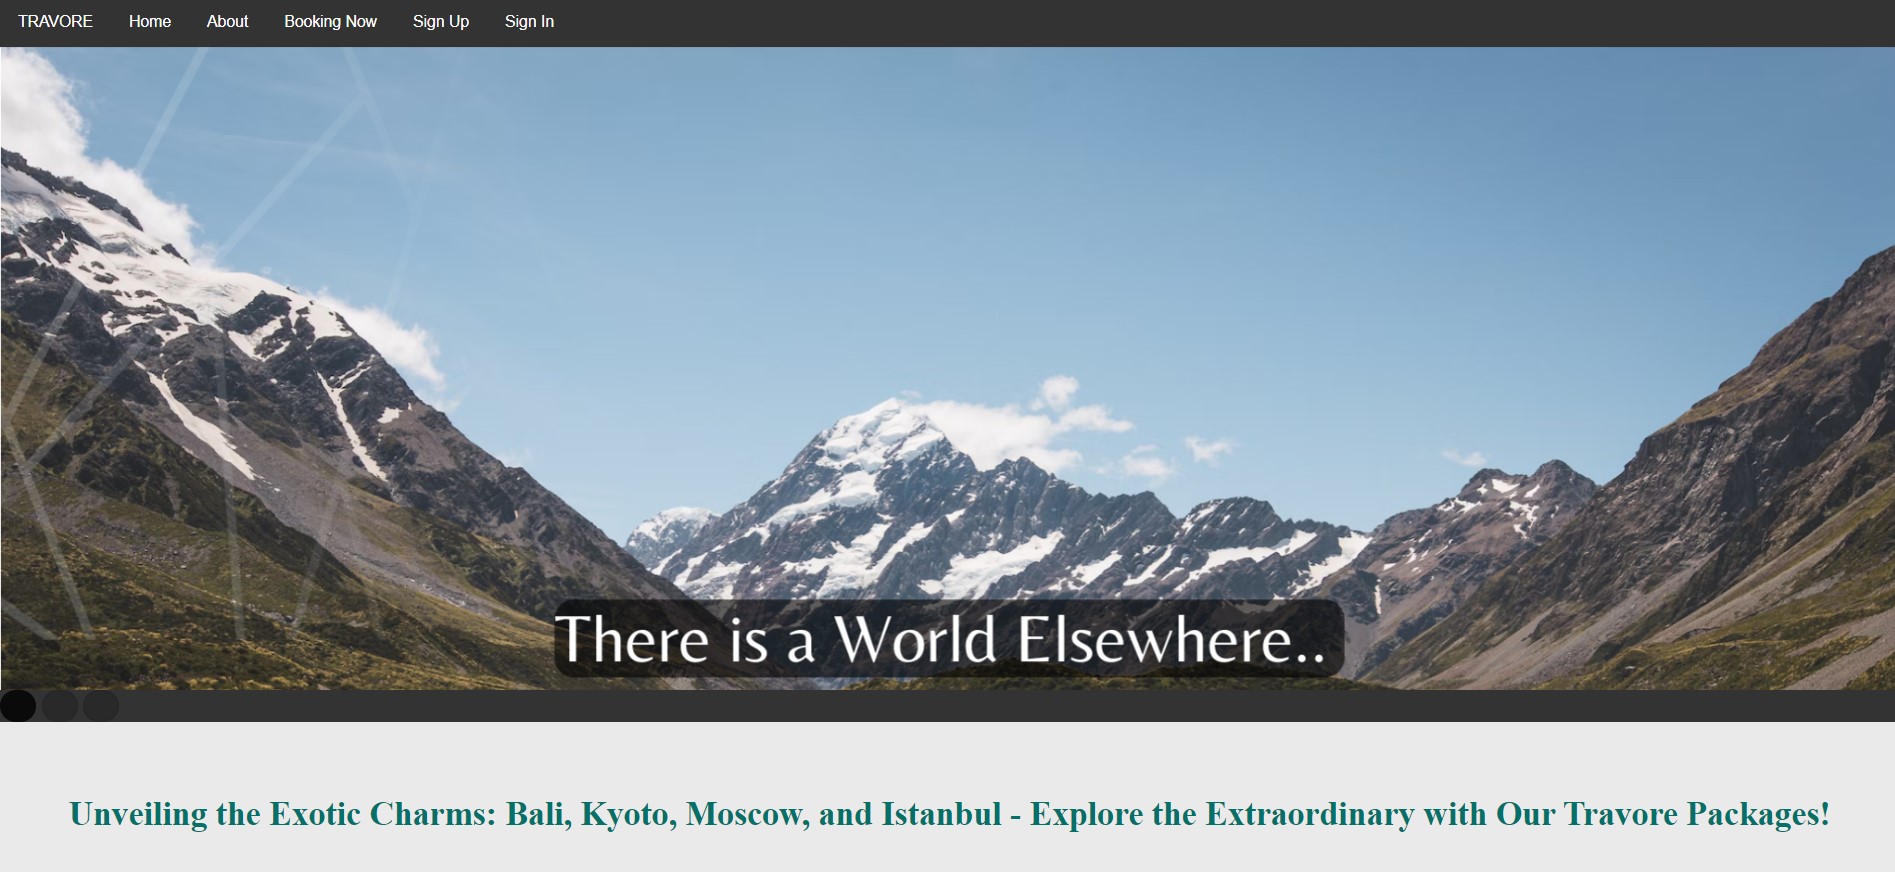 TRAVORE Home About Booking Now Sign Up Sign In
There is a World Elsewhere..
Unveiling the Exotic Charms: Bali, Kyoto, Moscow, and Istanbul - Explore the Extraordinary with Our Travore Packages!